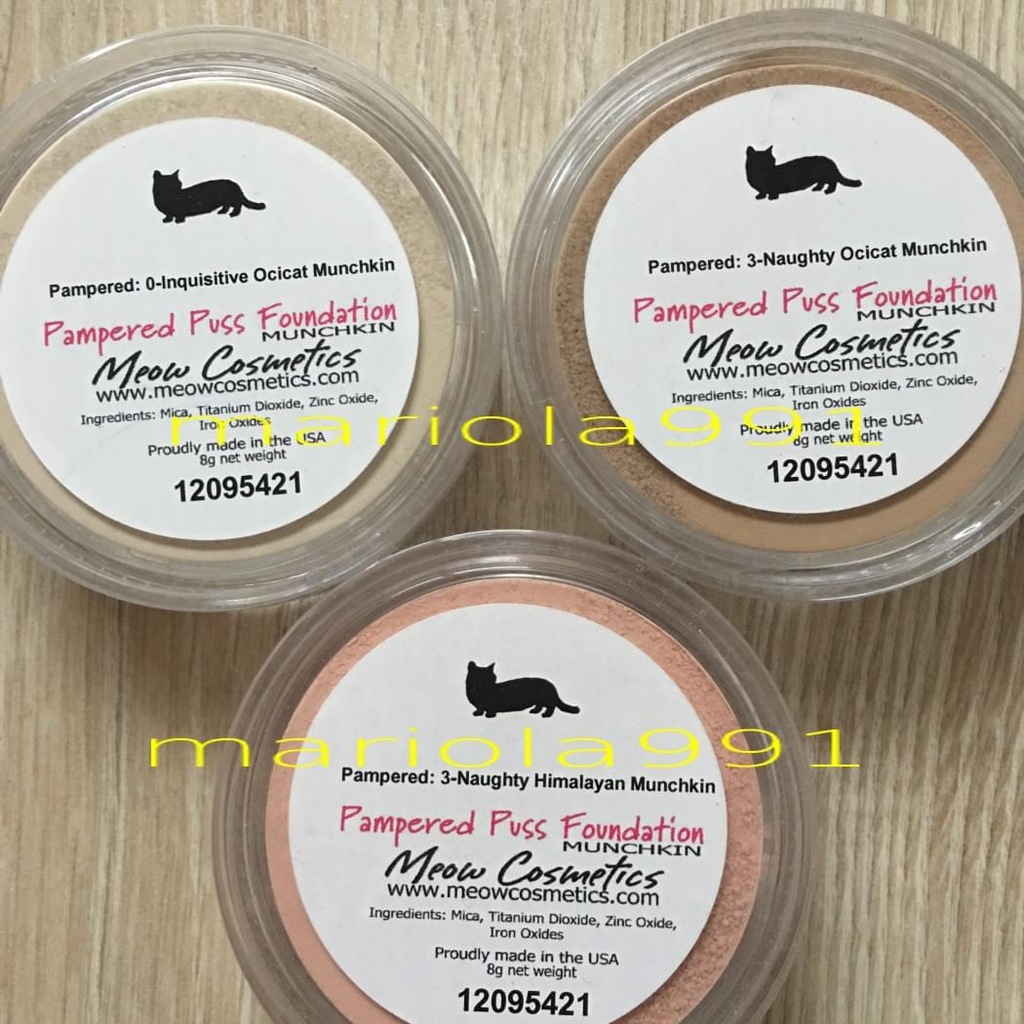 Pampered: 0-Inquisitive Ocicat Munchkin
Pampered Puss Foundation
MUNCHKIN
Meow Cosmetics
www.meowcosmetics.com
Ingredients: Mica, Titanium Dioxide, Zinc Oxide,
Iron Oxides
Proudly made in the USA
8g net weight
12095421
Pampered: 3-Naughty Ocicat Munchkin
Pampered Puss Foundation
MUNCHKIN
Meow Cosmetics
www.meowcosmetics.com
Ingredients: Mica, Titanium Dioxide, Zinc Oxide,
Iron Oxides
Proudly made in the USA
8g net weight
12095421
mariola991
mariola991
Pampered: 3-Naughty Himalayan Munchkin
Pampered Puss Foundation
MUNCHKIN
Meow Cosmetics
www.meowcosmetics.com
Ingredients: Mica, Titanium Dioxide, Zinc Oxide,
Iron Oxides
Proudly made in the USA
8g net weight
12095421